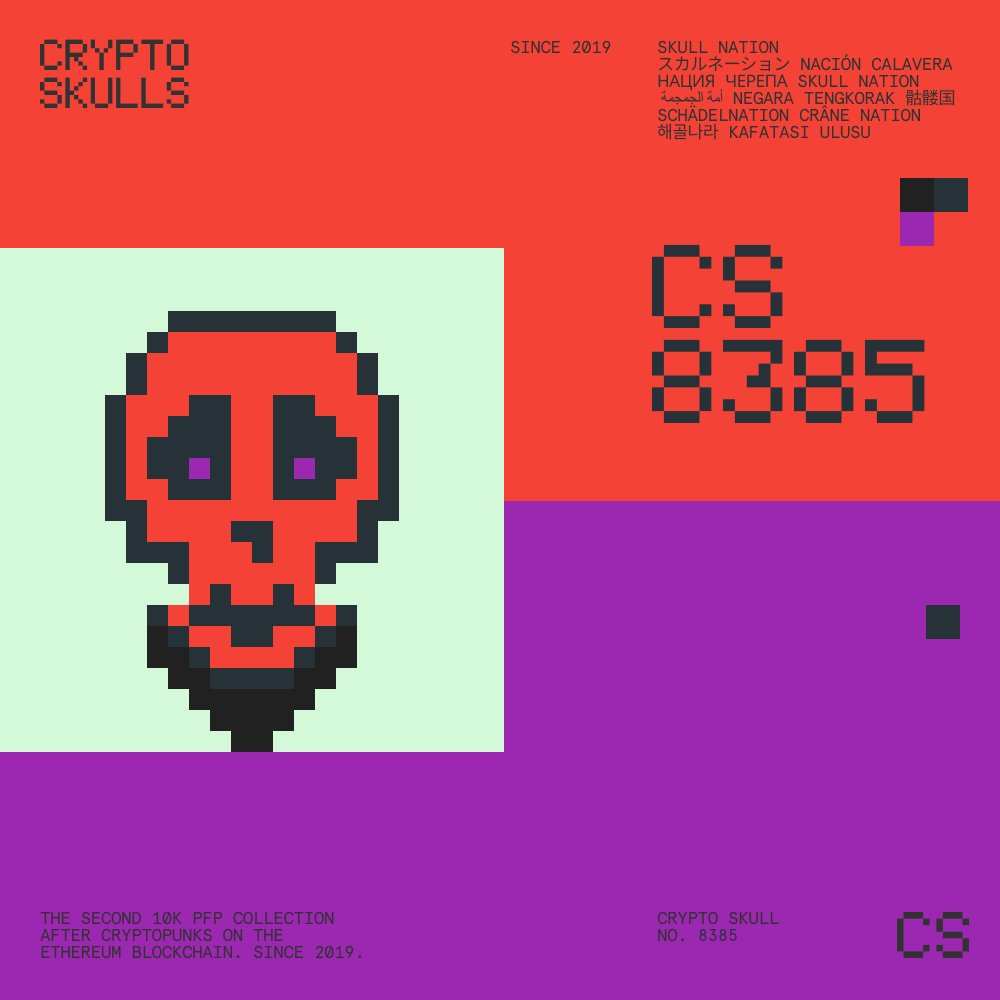 CRYPTO
SKULLS
SINCE 2019
SKULL NATION
スカルネーション NACIÓN CALAVERA
НАЦИЯ ЧЕРЕПА SKULL NATION
أمة الجمجمة NEGARA TENGKORAK 骷髅国
SCHÄDELNATION CRÂNE NATION
해골나라 KAFATASI ULUSU
CS
8385
THE SECOND 10K PFP COLLECTION
AFTER CRYPTOPUNKS ON THE
ETHEREUM BLOCKCHAIN. SINCE 2019.
CRYPTO SKULL
NO. 8385
CS